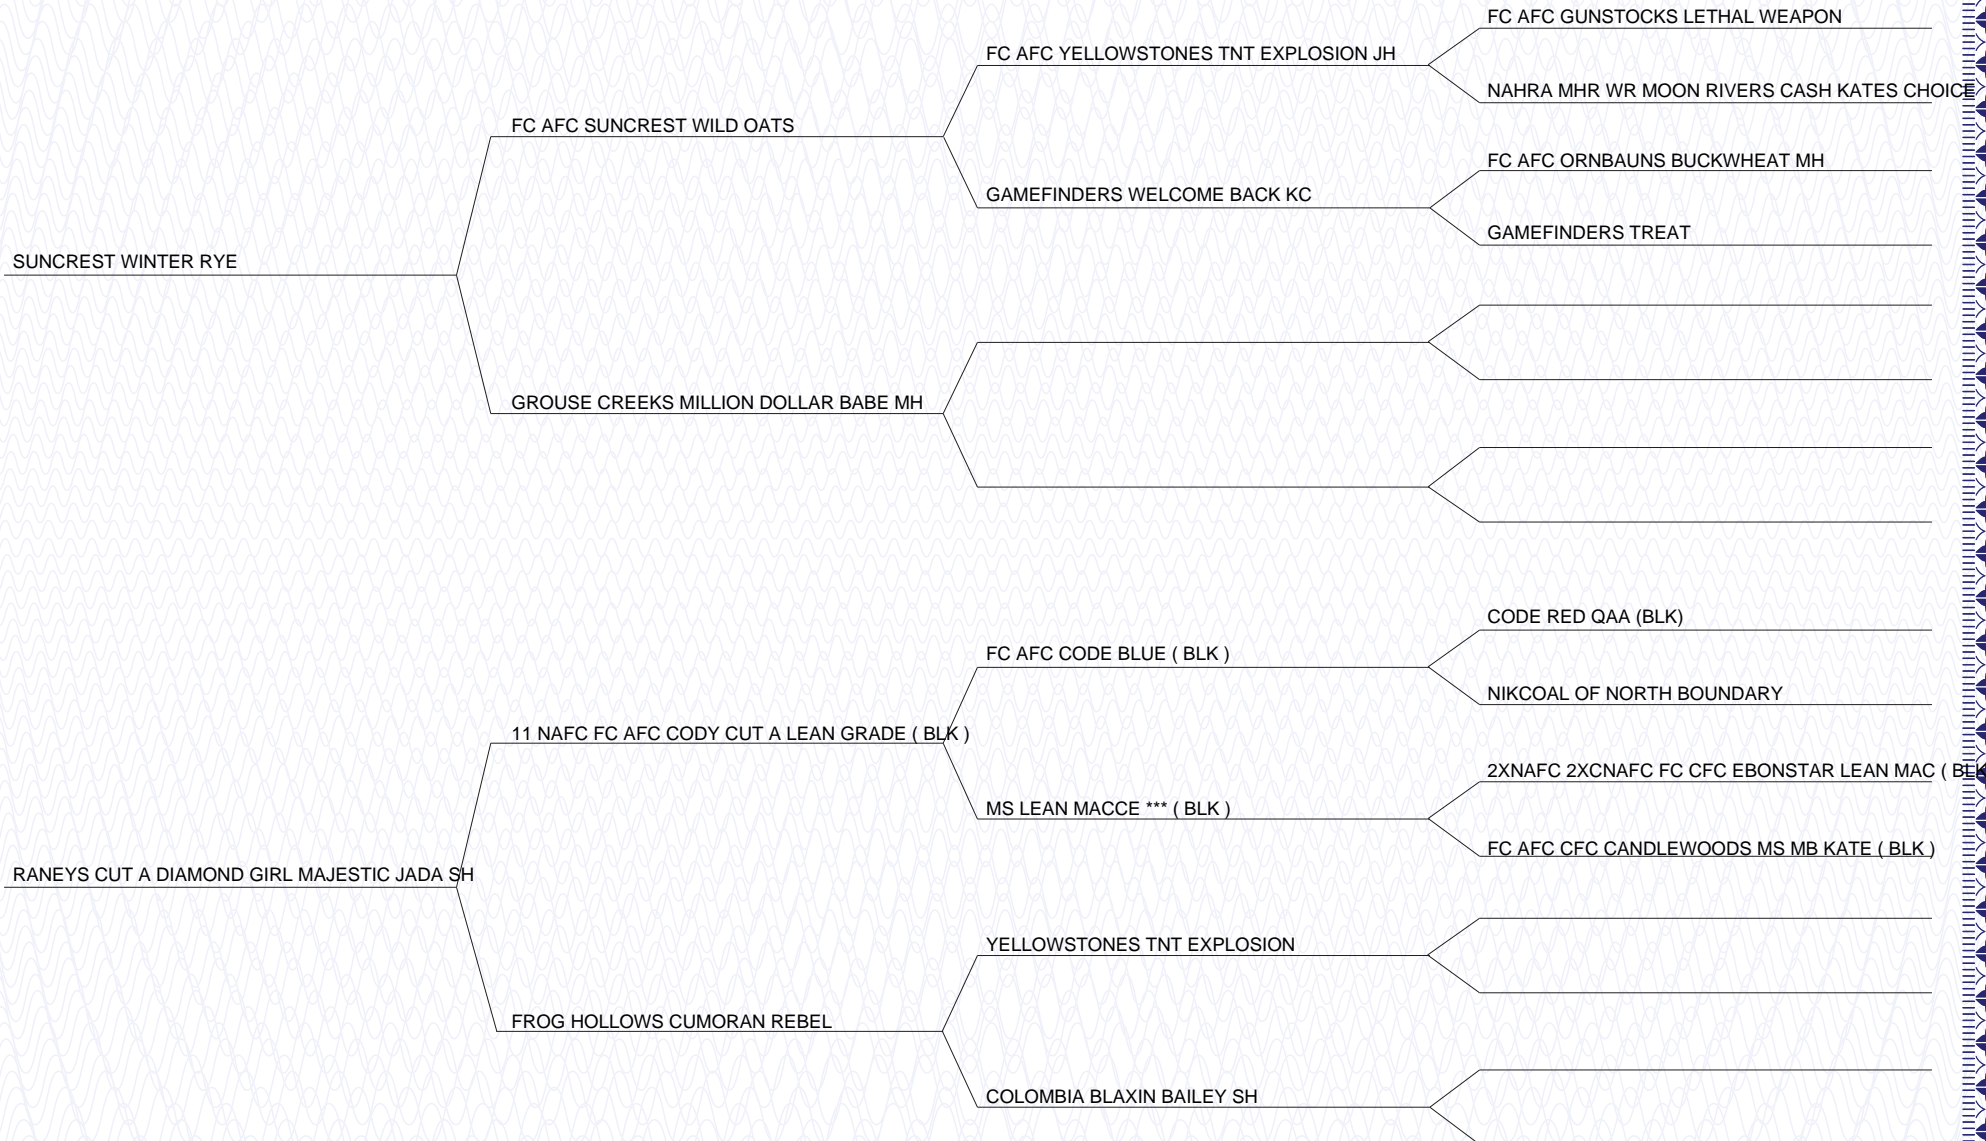 FC AFC GUNSTOCKS LETHAL WEAPON
FC AFC YELLOWSTONES TNT EXPLOSION JH
NAHRA MHR WR MOON RIVERS CASH KATES CHOICE
FC AFC SUNCREST WILD OATS
FC AFC ORNBAUNS BUCKWHEAT MH
GAMEFINDERS WELCOME BACK KC
GAMEFINDERS TREAT
SUNCREST WINTER RYE
GROUSE CREEKS MILLION DOLLAR BABE MH
CODE RED QAA (BLK)
FC AFC CODE BLUE ( BLK )
NIKCOAL OF NORTH BOUNDARY
11 NAFC FC AFC CODY CUT A LEAN GRADE ( BLK )
2XNAFC 2XCNAFC FC CFC EBONSTAR LEAN MAC ( BLK
MS LEAN MACCE *** ( BLK )
FC AFC CFC CANDLEWOODS MS MB KATE ( BLK )
RANEYS CUT A DIAMOND GIRL MAJESTIC JADA SH
YELLOWSTONES TNT EXPLOSION
FROG HOLLOWS CUMORAN REBEL
COLOMBIA BLAXIN BAILEY SH